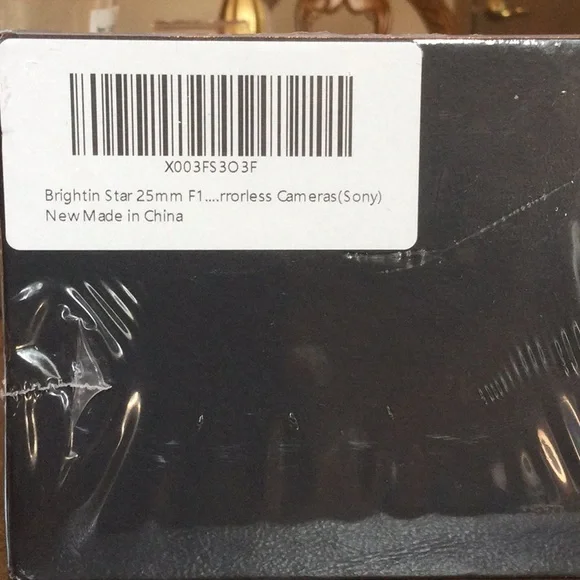 X003FS3O3F
Brightin Star 25mm F1....rrorless Cameras(Sony)
New Made in China